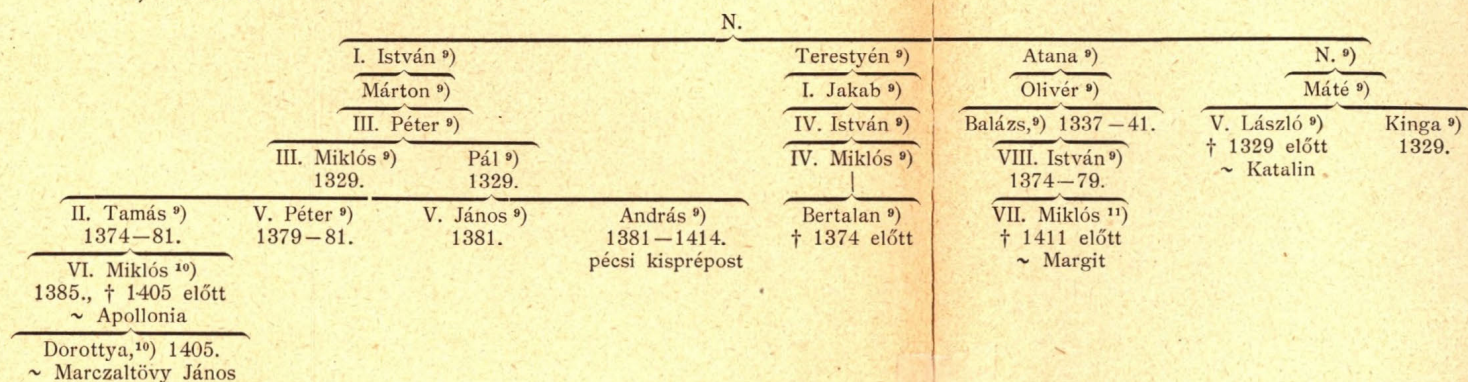 N.
I. István ⁹) Terestyén ⁹) Atana ⁹) N. ⁹)
Márton ⁹) I. Jakab ⁹) Olivér ⁹) Máté ⁹)
III. Péter ⁹) IV. István ⁹) Balázs,⁹) 1337—41. V. László ⁹) Kinga ⁹)
† 1329 előtt 1329.
~ Katalin
III. Miklós ⁹) Pál ⁹) IV. Miklós ⁹) VIII. István ⁹)
1329. 1329. 1374—79.
II. Tamás ⁹) V. Péter ⁹) V. János ⁹) András ⁹) Bertalan ⁹) VII. Miklós ¹¹)
1374—81. 1379—81. 1381. 1381—1414. † 1374 előtt † 1411 előtt
pécsi kisprépost ~ Margit
VI. Miklós ¹⁰)
1385., † 1405 előtt
~ Apollonia
Dorottya,¹⁰) 1405.
~ Marczaltövy János